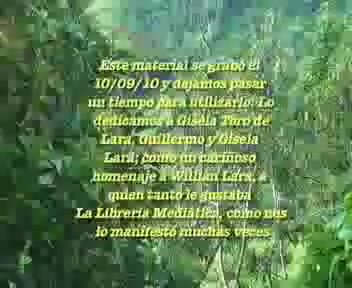 Este material se grabó el
10/09/10 y dejamos pasar
un tiempo para utilizarlo. Lo
dedicamos a Gisela Toro de
Lara, Guillermo y Gisela
Lara; como un cariñoso
homenaje a Willian Lara, a
quien tanto le gustaba
La Librería Mediática, como nos
lo manifestó muchas veces